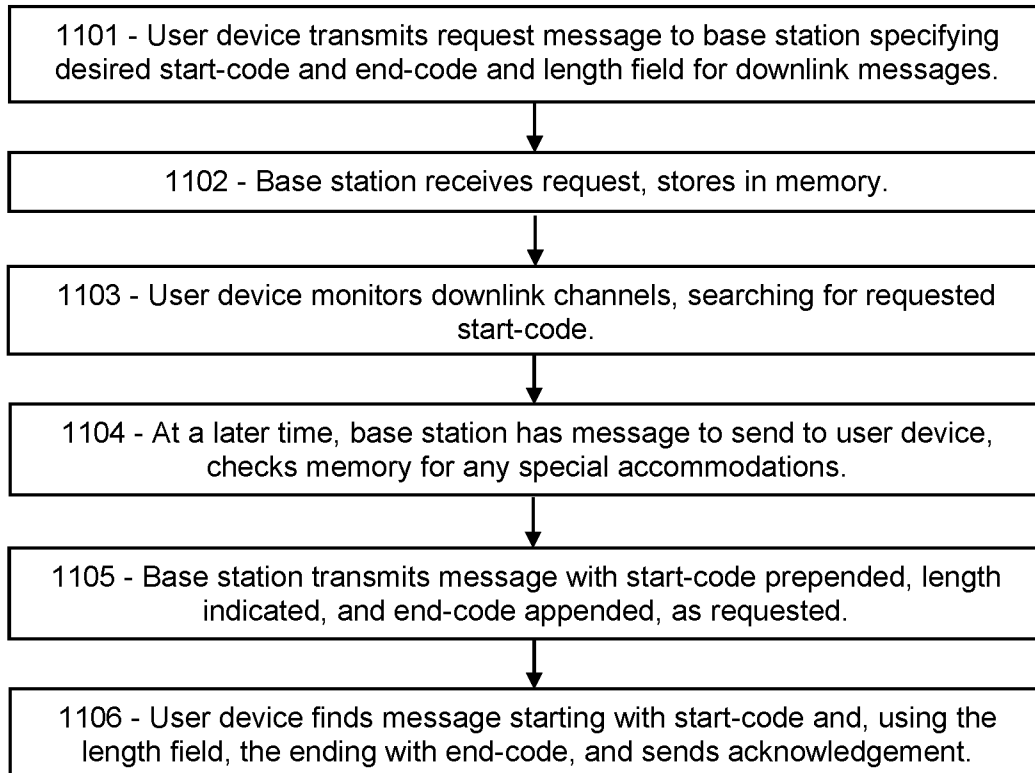 1101 - User device transmits request message to base station specifying
desired start-code and end-code and length field for downlink messages.
1102 - Base station receives request, stores in memory.
1103 - User device monitors downlink channels, searching for requested
start-code.
1104 - At a later time, base station has message to send to user device,
checks memory for any special accommodations.
1105 - Base station transmits message with start-code prepended, length
indicated, and end-code appended, as requested.
1106 - User device finds message starting with start-code and, using the
length field, the ending with end-code, and sends acknowledgement.